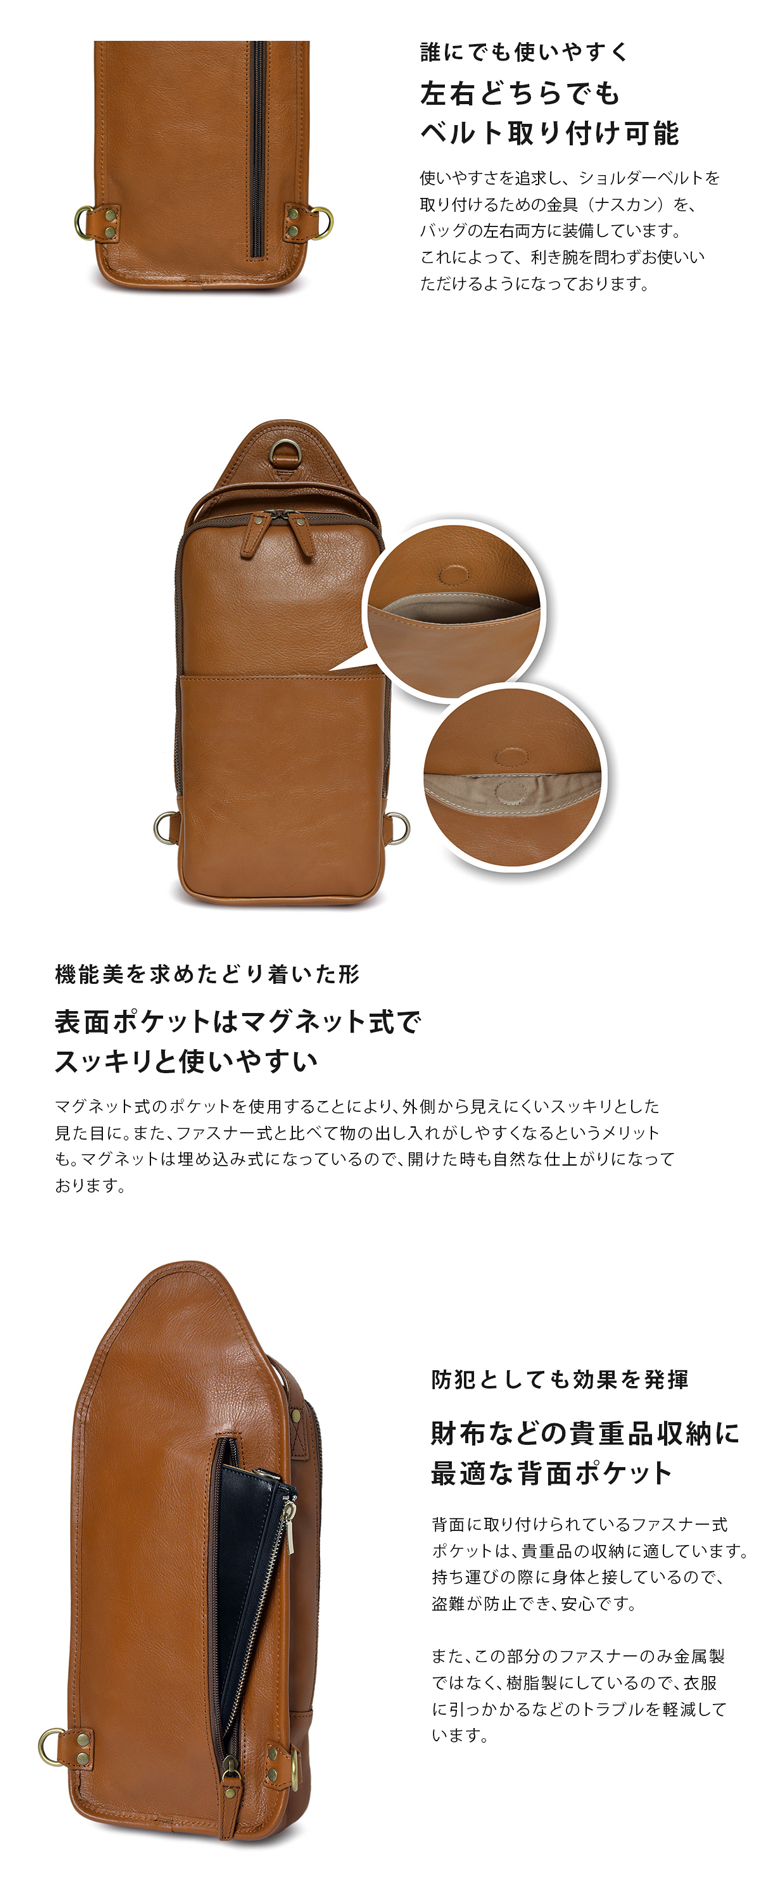 誰にでも使いやすく
左右どちらでも
ベルト取り付け可能
使いやすさを追求し、ショルダーベルトを
取り付けるための金具（ナスカン）を、
バッグの左右両方に装備しています。
これによって、利き腕を問わずお使いい
ただけるようになっております。
機能美を求めたどり着いた形
表面ポケットはマグネット式で
スッキリと使いやすい
マグネット式のポケットを使用することにより、外側から見えにくいスッキリとした
見た目に。また、ファスナー式と比べて物の出し入れがしやすくなるというメリット
も。マグネットは埋め込み式になっているので、開けた時も自然な仕上がりになって
おります。
防犯としても効果を発揮
財布などの貴重品収納に
最適な背面ポケット
背面に取り付けられているファスナー式
ポケットは、貴重品の収納に適しています。
持ち運びの際に身体と接しているので、
盗難が防止でき、安心です。
また、この部分のファスナーのみ金属製
ではなく、樹脂製にしているので、衣服
に引っかかるなどのトラブルを軽減して
います。